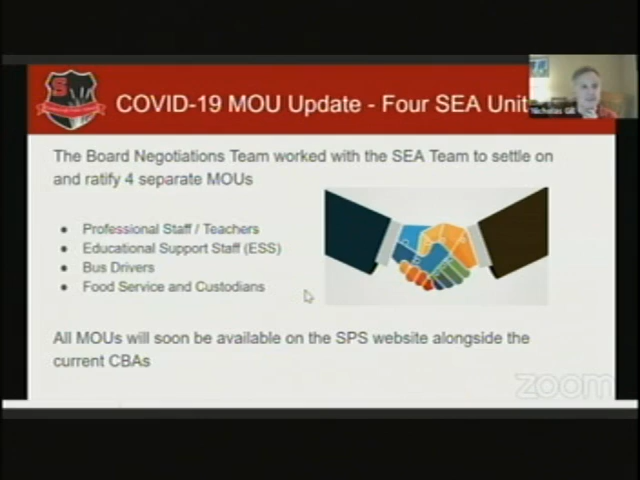 COVID-19 MOU Update - Four SEA Unit
The Board Negotiations Team worked with the SEA Team to settle on
and ratify 4 separate MOUs
● Professional Staff / Teachers
● Educational Support Staff (ESS)
● Bus Drivers
● Food Service and Custodians
All MOUs will soon be available on the SPS website alongside the
current CBAs
zoom